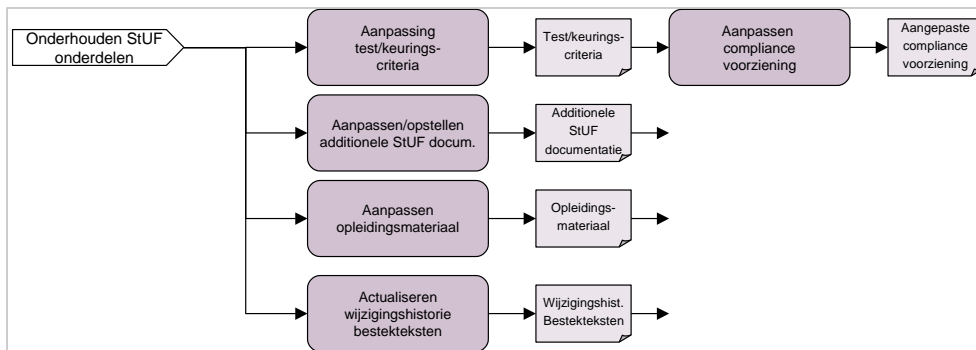 Onderhouden StUF
onderdelen
Aanpassing
test/keurings-
criteria
Test/keurings-
criteria
Aanpassen
compliance
voorziening
Aangepaste
compliance
voorziening
Aanpassen/opstellen
additionele StUF docum.
Additionele
StUF
documentatie
Aanpassen
opleidingsmateriaal
Opleidings-
materiaal
Actualiseren
wijzigingshistorie
bestekteksten
Wijzigingshist.
Bestekteksten